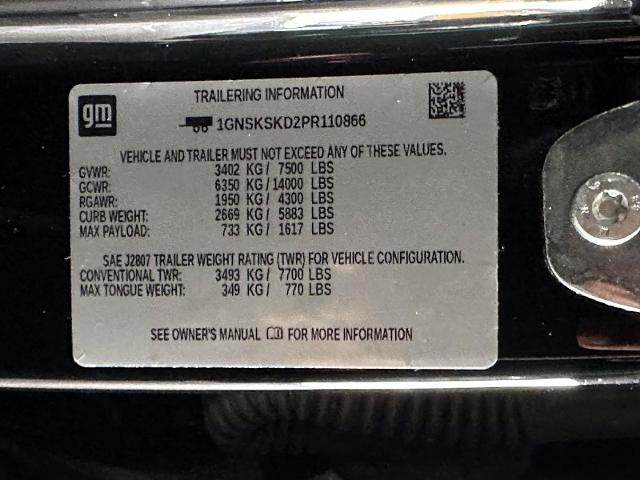 gm
TRAILERING INFORMATION
1GNSKSKD2PR110866
VEHICLE AND TRAILER MUST NOT EXCEED ANY OF THESE VALUES.
GVWR: 3402 KG / 7500 LBS
GCWR: 6350 KG / 14000 LBS
RGAWR: 1950 KG / 4300 LBS
CURB WEIGHT: 2669 KG / 5883 LBS
MAX PAYLOAD: 733 KG / 1617 LBS
SAE J2807 TRAILER WEIGHT RATING (TWR) FOR VEHICLE CONFIGURATION.
CONVENTIONAL TWR: 3493 KG / 7700 LBS
MAX TONGUE WEIGHT: 349 KG / 770 LBS
SEE OWNER'S MANUAL FOR MORE INFORMATION